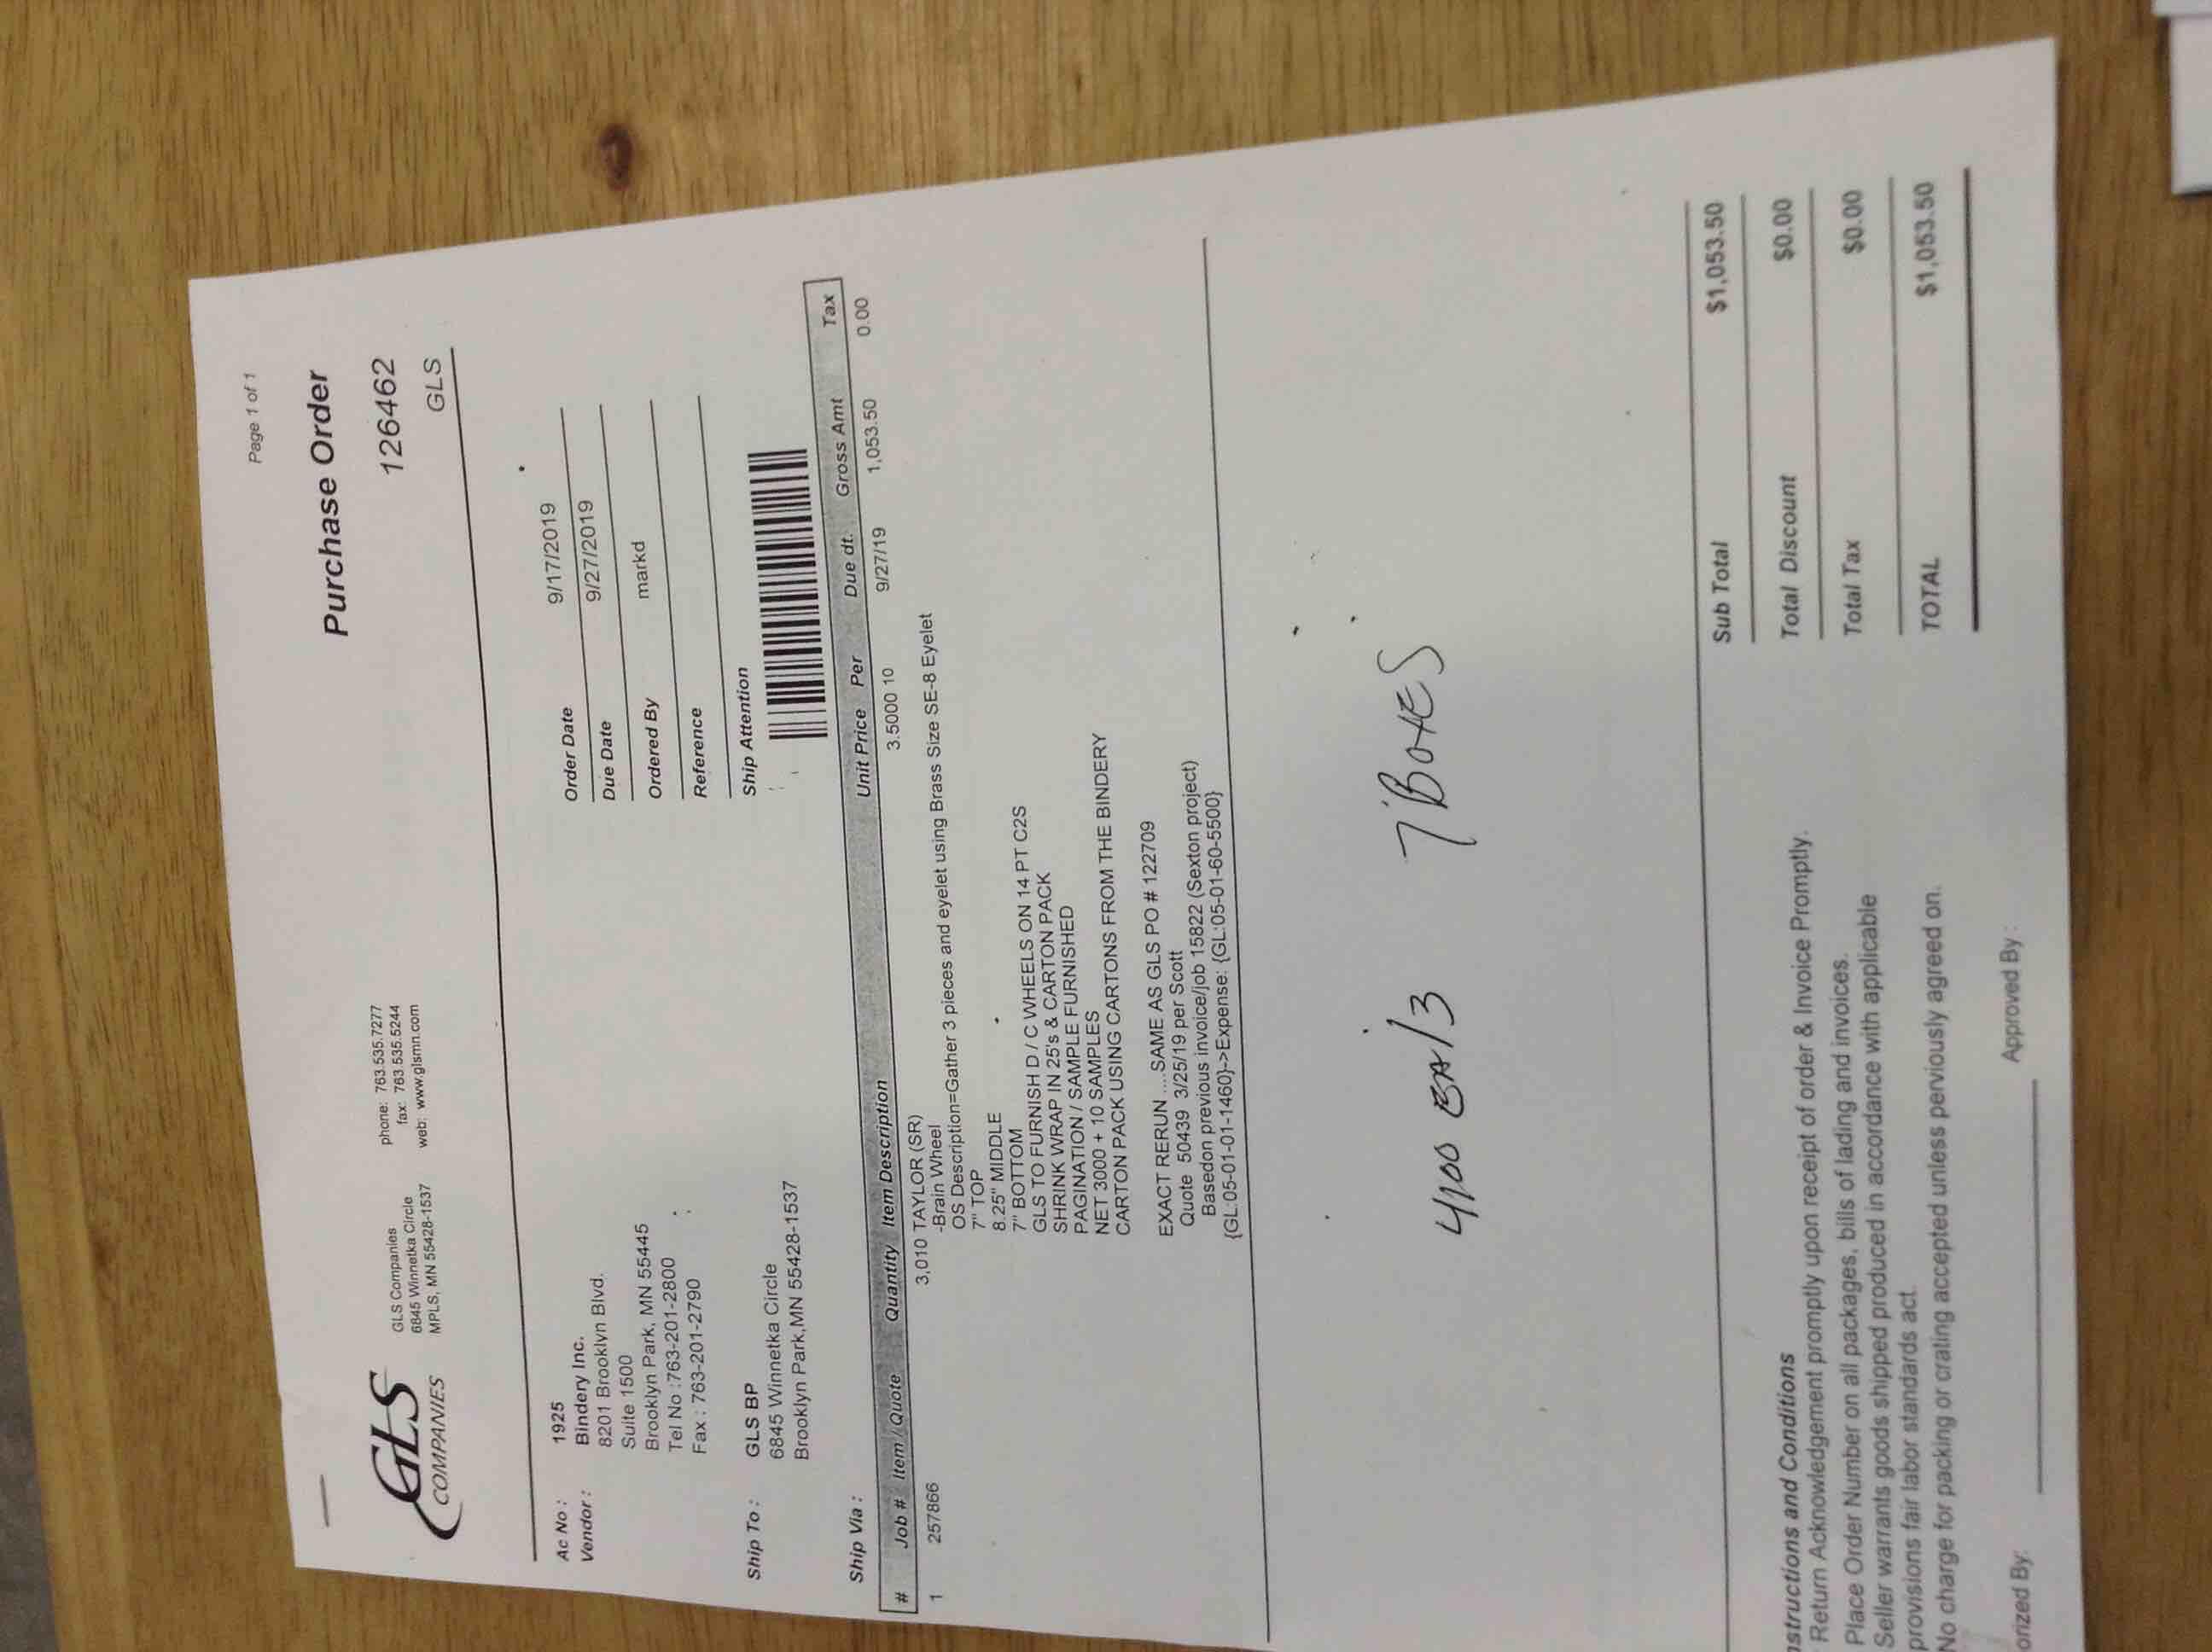 Page 1 of 1
GLS
COMPANIES
GLS Companies
6845 Winnetka Circle
MPLS, MN 55428-1537
phone: 763.535.7277
fax: 763.535.5244
web: www.glsmn.com
Purchase Order
126462
GLS
Ac No : 1925
Vendor : Bindery Inc.
8201 Brooklyn Blvd.
Suite 1500
Brooklyn Park, MN 55445
Tel No :763-201-2800
Fax : 763-201-2790
Order Date 9/17/2019
Due Date 9/27/2019
Ordered By markd
Reference
Ship To : GLS BP
6845 Winnetka Circle
Brooklyn Park,MN 55428-1537
Ship Attention
Ship Via :
# Job # Item / Quote Quantity Item Description Unit Price Per Due dt. Gross Amt Tax
1 257866 3,010 TAYLOR (SR) 3.5000 10 9/27/19 1,053.50 0.00
-Brain Wheel
OS Description=Gather 3 pieces and eyelet using Brass Size SE-8 Eyelet
7" TOP
8.25" MIDDLE
7" BOTTOM
GLS TO FURNISH D / C WHEELS ON 14 PT C2S
SHRINK WRAP IN 25's & CARTON PACK
PAGINATION / SAMPLE FURNISHED
NET 3000 + 10 SAMPLES
CARTON PACK USING CARTONS FROM THE BINDERY
EXACT RERUN ....SAME AS GLS PO # 122709
Quote 50439 3/25/19 per Scott
Basedon previous invoice/job 15822 (Sexton project)
{GL:05-01-01-1460}->Expense: {GL:05-01-60-5500}
4100 EA/3 7 BOXES
Sub Total $1,053.50
Total Discount $0.00
Total Tax $0.00
TOTAL $1,053.50
nstructions and Conditions
Return Acknowledgement promptly upon receipt of order & Invoice Promptly.
Place Order Number on all packages, bills of lading and invoices.
Seller warrants goods shipped produced in accordance with applicable
provisions fair labor standards act.
No charge for packing or crating accepted unless perviously agreed on.
orized By:
Approved By :